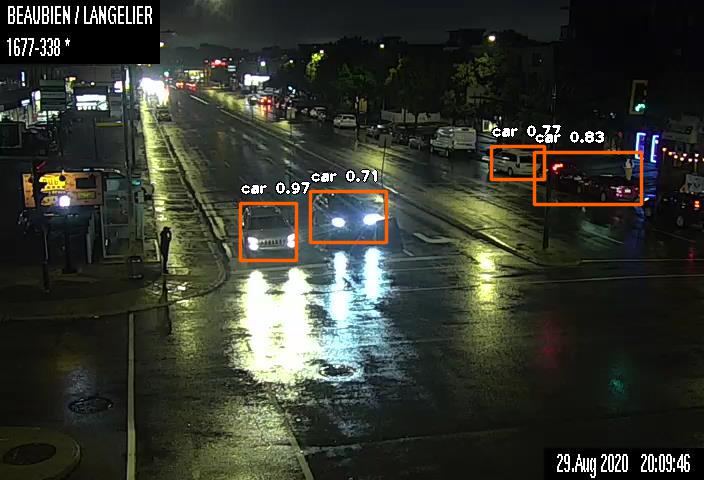 BEAUBIEN / LANGELIER
1677-338 *
car 0.77
car 0.83
car 0.71
car 0.97
29.Aug 2020 20:09:46